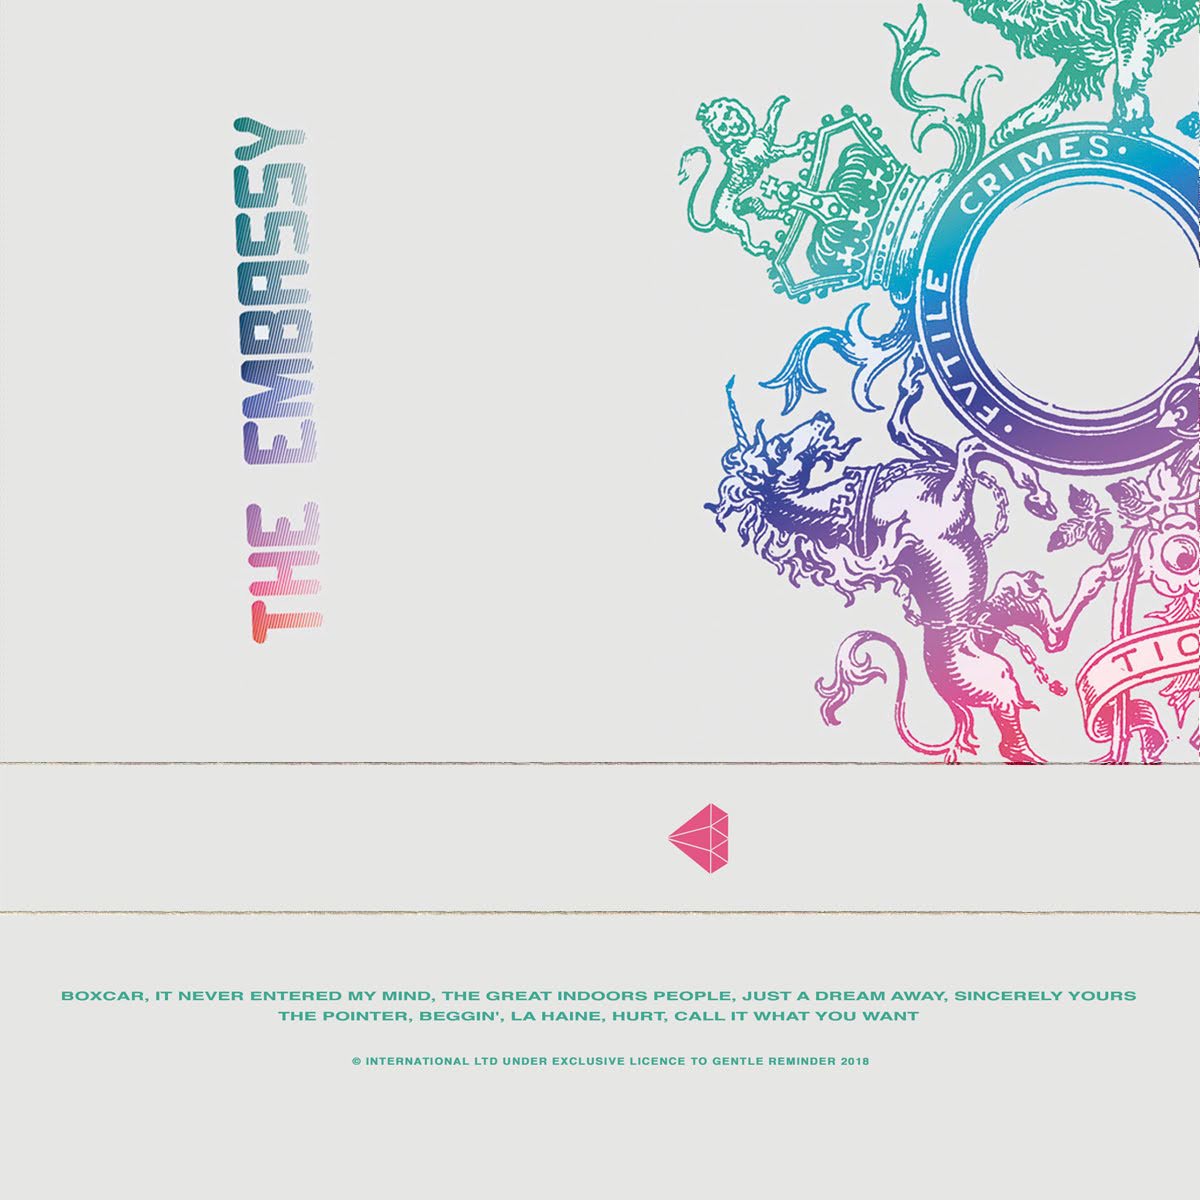 THE EMBASSY
· FVTILE CRIMES ·
BOXCAR, IT NEVER ENTERED MY MIND, THE GREAT INDOORS PEOPLE, JUST A DREAM AWAY, SINCERELY YOURS
THE POINTER, BEGGIN', LA HAINE, HURT, CALL IT WHAT YOU WANT
© INTERNATIONAL LTD UNDER EXCLUSIVE LICENCE TO GENTLE REMINDER 2018